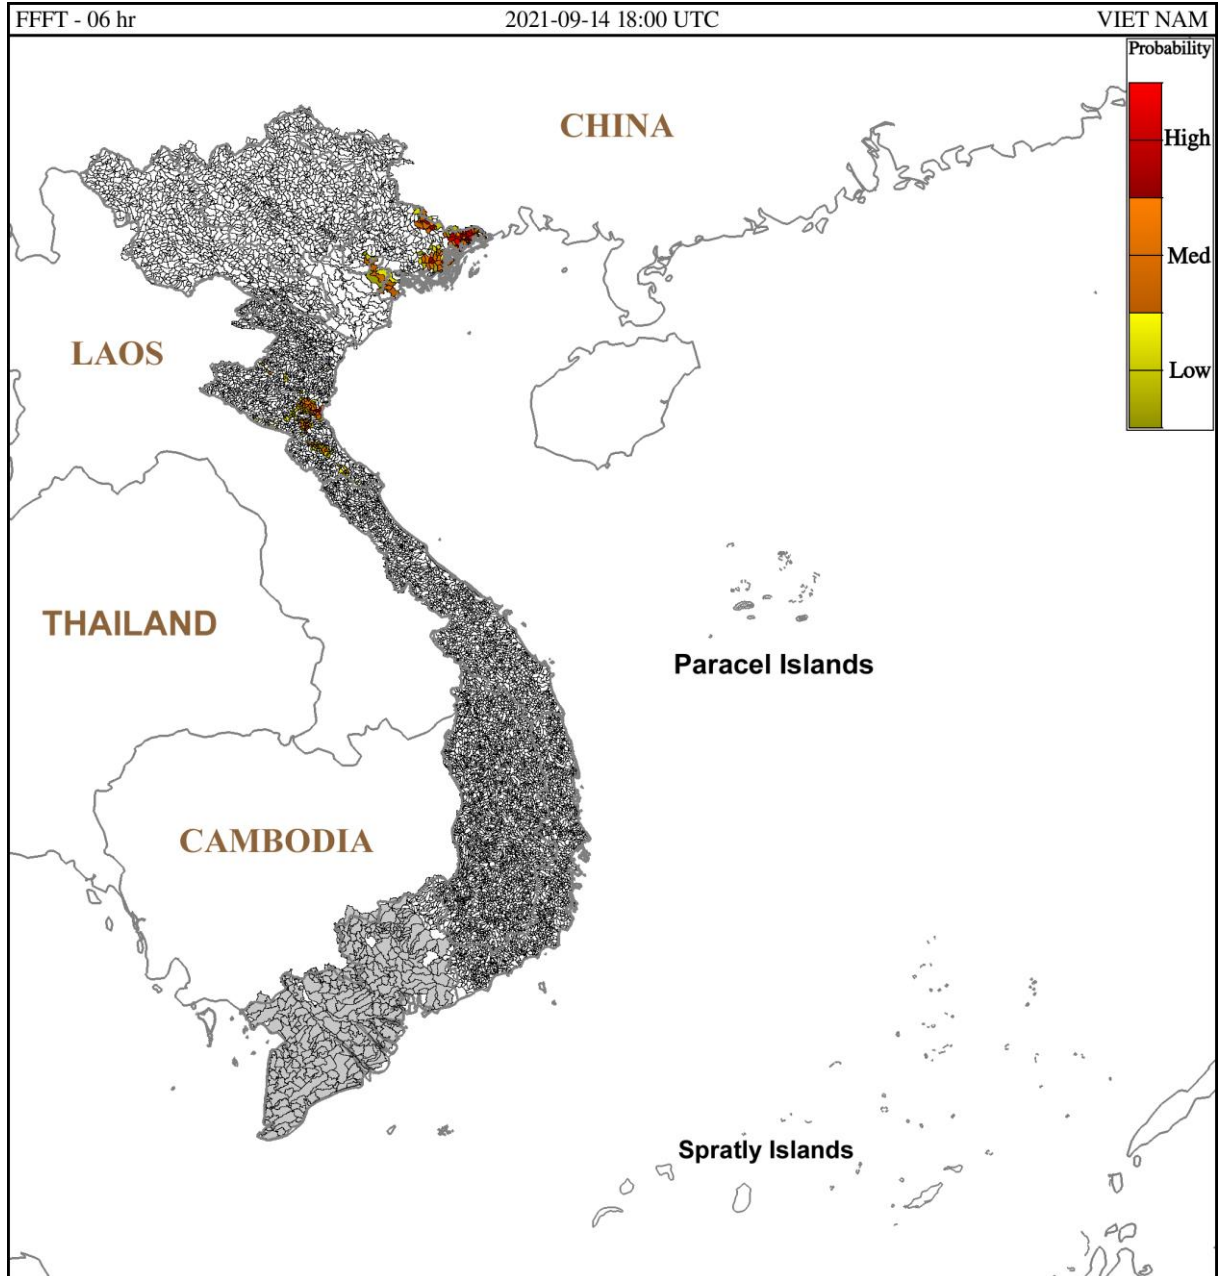 FFFT - 06 hr 2021-09-14 18:00 UTC VIET NAM
Probability
CHINA
High
Med
LAOS
Low
THAILAND
Paracel Islands
CAMBODIA
Spratly Islands